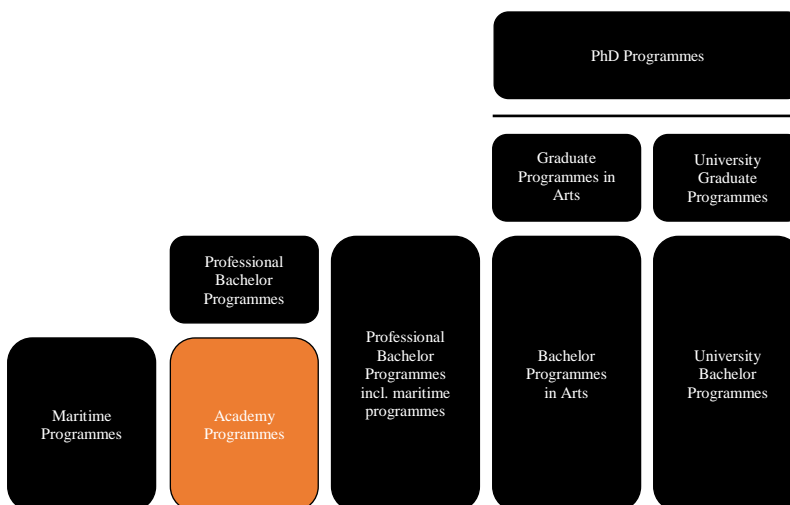 PhD Programmes
Graduate
Programmes in
Arts
University
Graduate
Programmes
Professional
Bachelor
Programmes
Professional
Bachelor
Programmes
incl. maritime
programmes
Bachelor
Programmes
in Arts
University
Bachelor
Programmes
Maritime
Programmes
Academy
Programmes